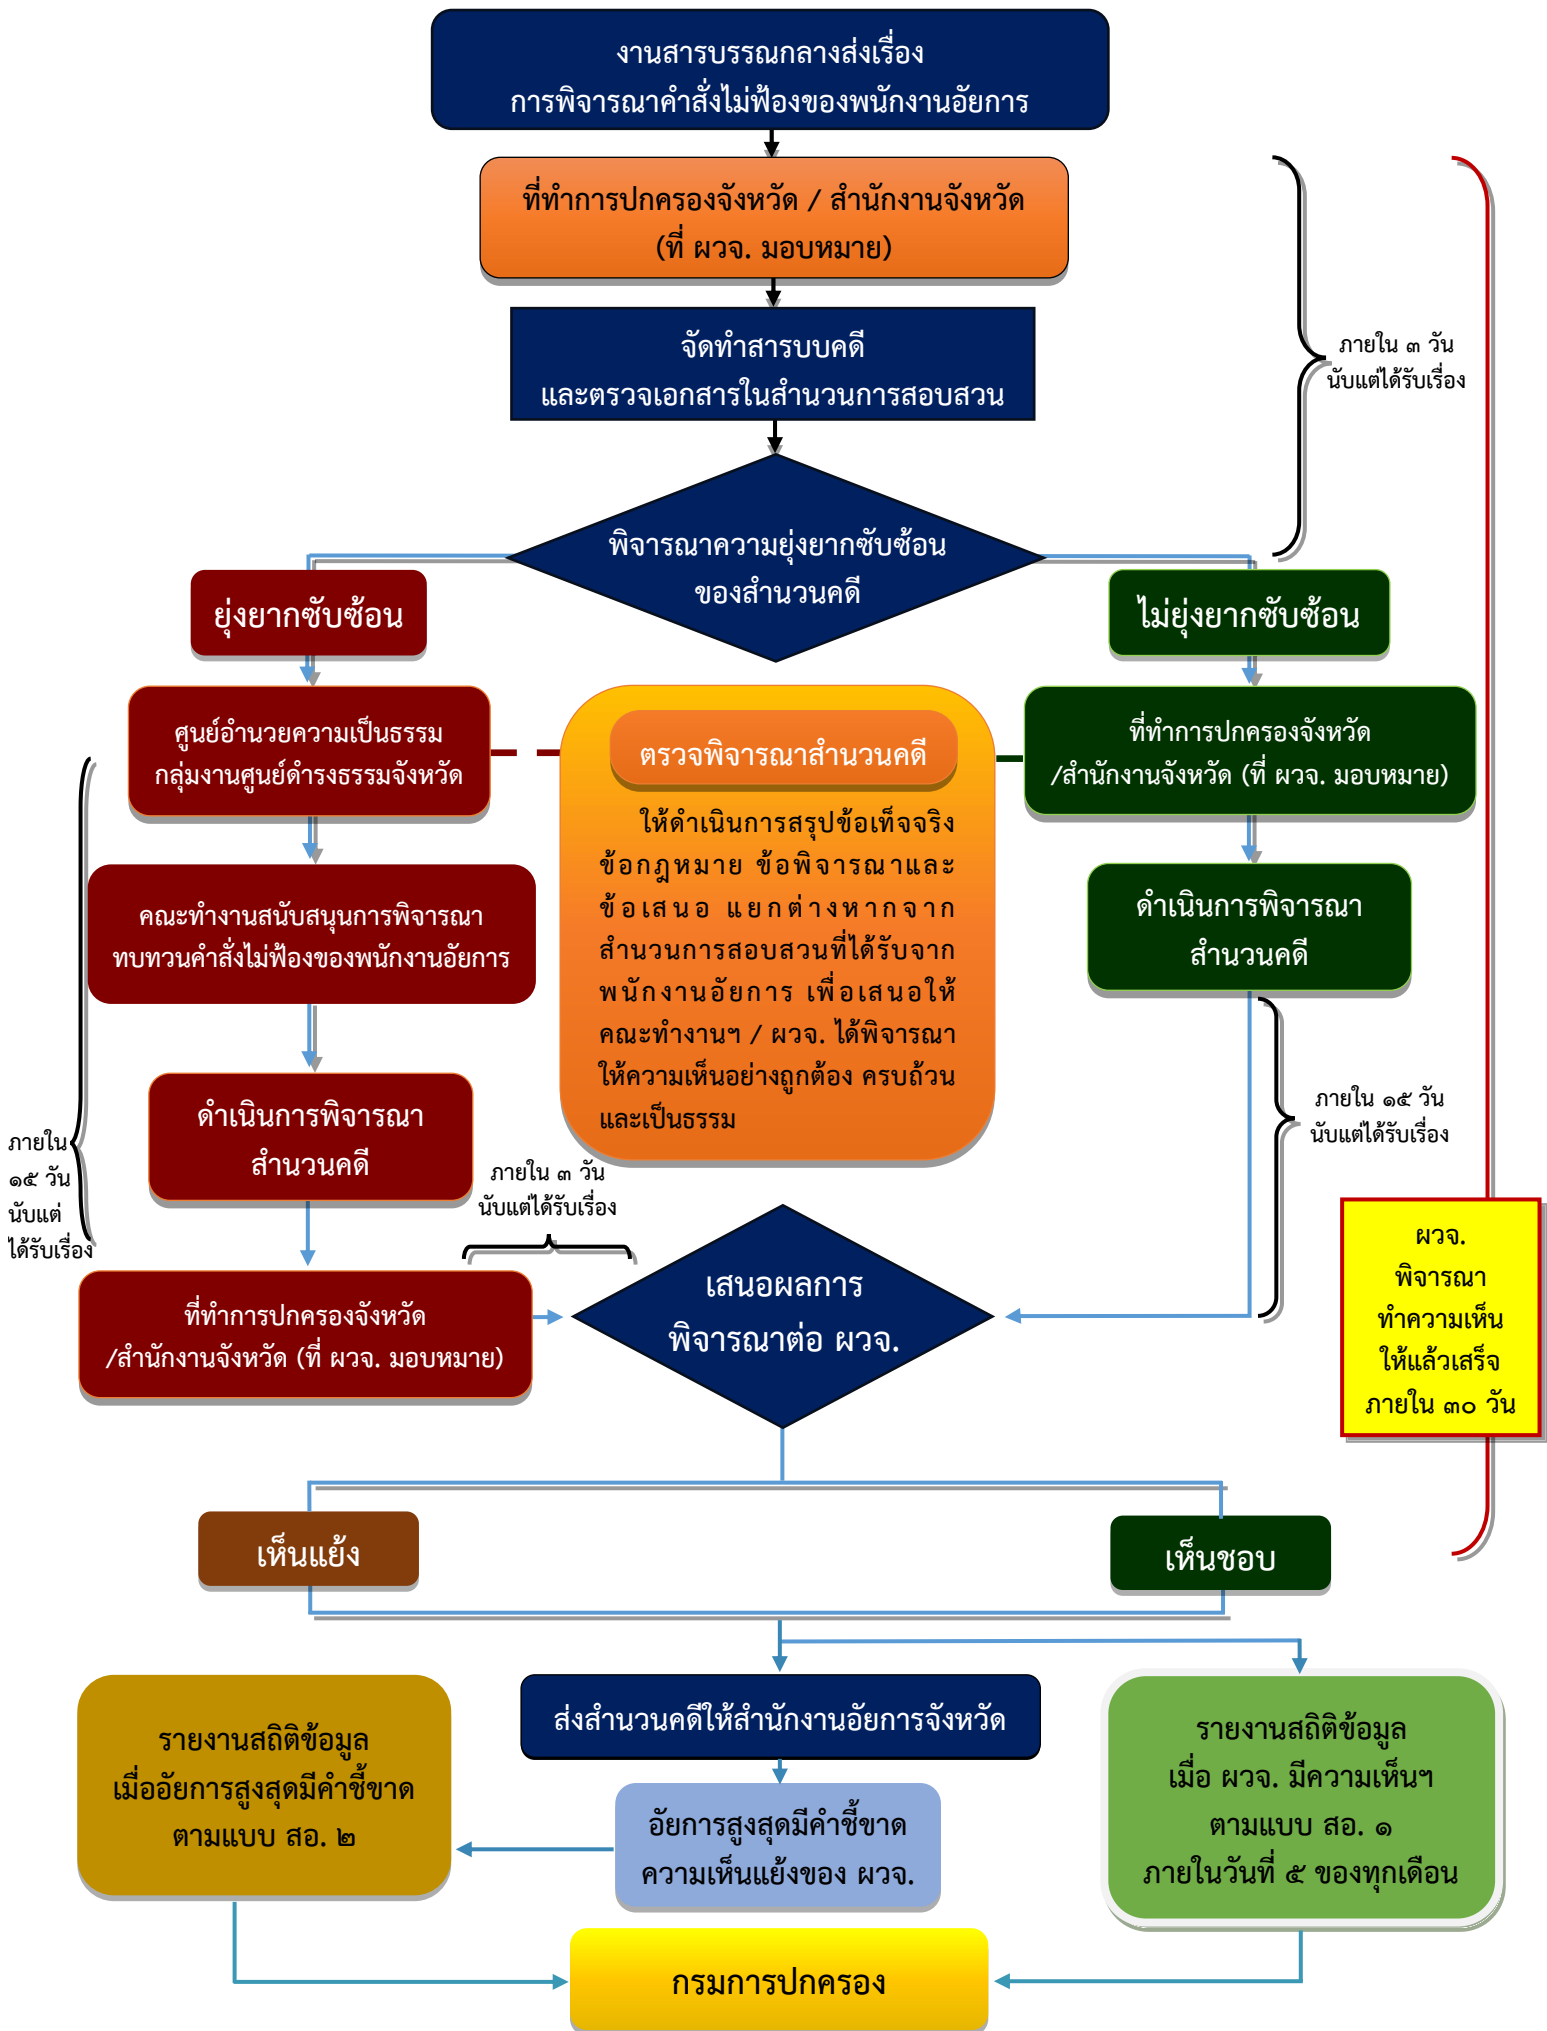 งานสารบรรณกลางส่งเรื่อง
การพิจารณาคำสั่งไม่ฟ้องของพนักงานอัยการ
ที่ทำการปกครองจังหวัด / สำนักงานจังหวัด
(ที่ ผวจ. มอบหมาย)
จัดทำสารบบคดี
และตรวจเอกสารในสำนวนการสอบสวน
ภายใน ๓ วัน
นับแต่ได้รับเรื่อง
พิจารณาความยุ่งยากซับซ้อน
ของสำนวนคดี
ยุ่งยากซับซ้อน
ไม่ยุ่งยากซับซ้อน
ศูนย์อำนวยความเป็นธรรม
กลุ่มงานศูนย์ดำรงธรรมจังหวัด
ตรวจพิจารณาสำนวนคดี
ให้ดำเนินการสรุปข้อเท็จจริง
ข้อกฎหมาย ข้อพิจารณาและ
ข้อเสนอ แยกต่างหากจาก
สำนวนการสอบสวนที่ได้รับจาก
พนักงานอัยการ เพื่อเสนอให้
คณะทำงานฯ / ผวจ. ได้พิจารณา
ให้ความเห็นอย่างถูกต้อง ครบถ้วน
และเป็นธรรม
ที่ทำการปกครองจังหวัด
/สำนักงานจังหวัด (ที่ ผวจ. มอบหมาย)
คณะทำงานสนับสนุนการพิจารณา
ทบทวนคำสั่งไม่ฟ้องของพนักงานอัยการ
ดำเนินการพิจารณา
สำนวนคดี
ดำเนินการพิจารณา
สำนวนคดี
ภายใน
๑๕ วัน
นับแต่
ได้รับเรื่อง
ภายใน ๓ วัน
นับแต่ได้รับเรื่อง
ภายใน ๑๕ วัน
นับแต่ได้รับเรื่อง
ที่ทำการปกครองจังหวัด
/สำนักงานจังหวัด (ที่ ผวจ. มอบหมาย)
เสนอผลการ
พิจารณาต่อ ผวจ.
ผวจ.
พิจารณา
ทำความเห็น
ให้แล้วเสร็จ
ภายใน ๓๐ วัน
เห็นแย้ง
เห็นชอบ
รายงานสถิติข้อมูล
เมื่ออัยการสูงสุดมีคำชี้ขาด
ตามแบบ สอ. ๒
ส่งสำนวนคดีให้สำนักงานอัยการจังหวัด
อัยการสูงสุดมีคำชี้ขาด
ความเห็นแย้งของ ผวจ.
รายงานสถิติข้อมูล
เมื่อ ผวจ. มีความเห็นฯ
ตามแบบ สอ. ๑
ภายในวันที่ ๕ ของทุกเดือน
กรมการปกครอง